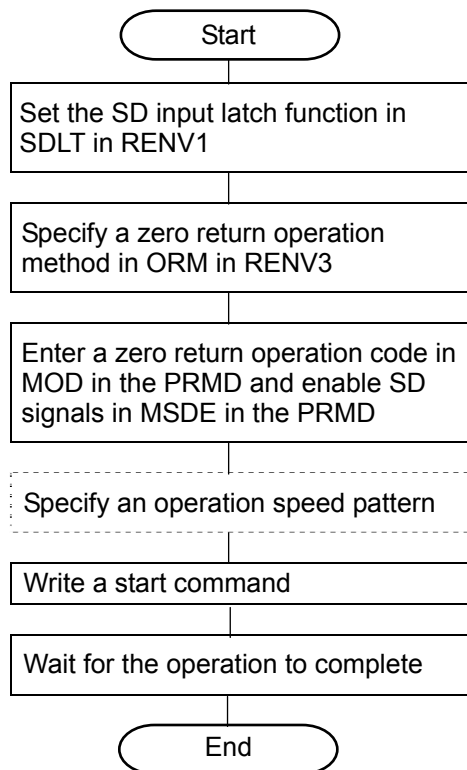 Start
Set the SD input latch function in
SDLT in RENV1
Specify a zero return operation
method in ORM in RENV3
Enter a zero return operation code in
MOD in the PRMD and enable SD
signals in MSDE in the PRMD
Specify an operation speed pattern
Write a start command
Wait for the operation to complete
End